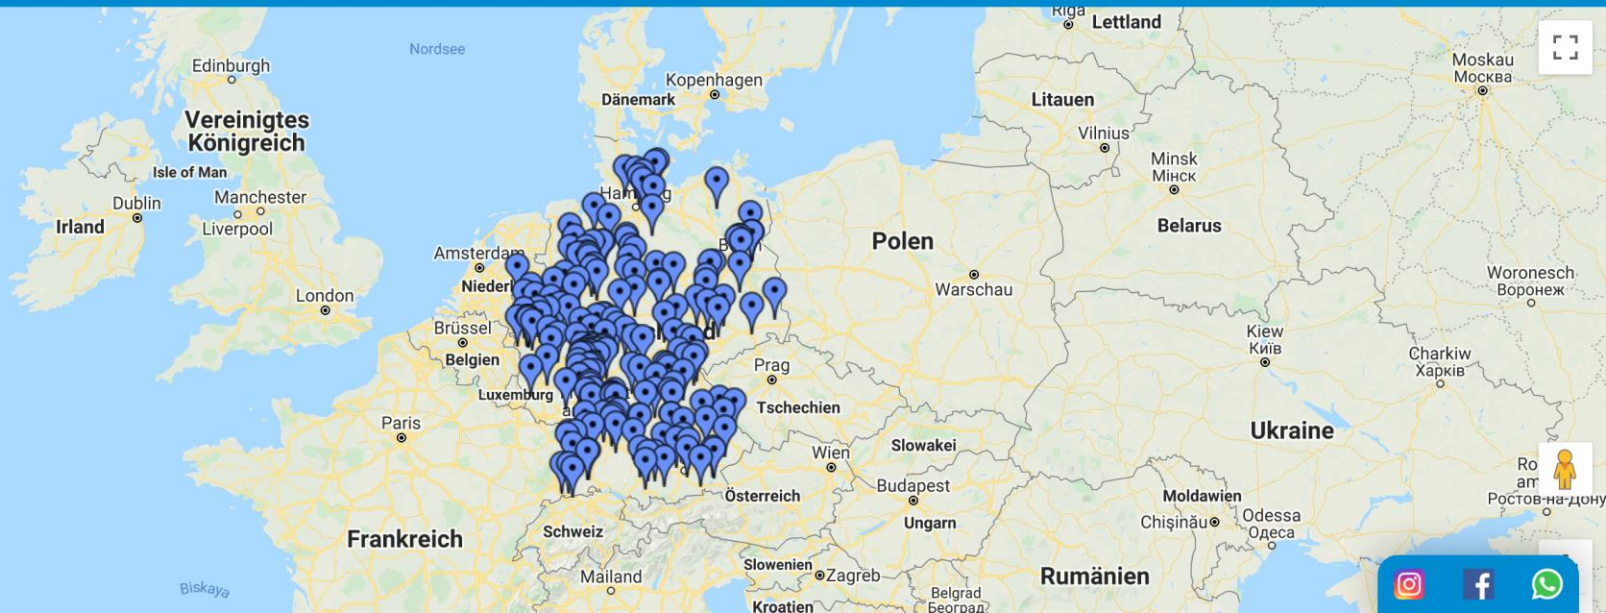 Riga
Lettland
Nordsee
Moskau
Москва
Edinburgh
Kopenhagen
Dänemark
Litauen
Vereinigtes
Königreich
Vilnius
Minsk
Мінск
Isle of Man
Manchester
Dublin
Liverpool
Irland
Belarus
Polen
Amsterdam
Woronesch
Воронеж
Warschau
London
Brüssel
Belgien
Kiew
Київ
Charkiw
Харків
Prag
Luxemburg
Tschechien
Paris
Ukraine
Slowakei
Wien
Budapest
Österreich
Moldawien
Ростов-на-Дону
Chișinău
Odessa
Одеса
Ungarn
Schweiz
Frankreich
Slowenien
Zagreb
Rumänien
Mailand
Biskaya
Belgrad
Београд
Kroatien